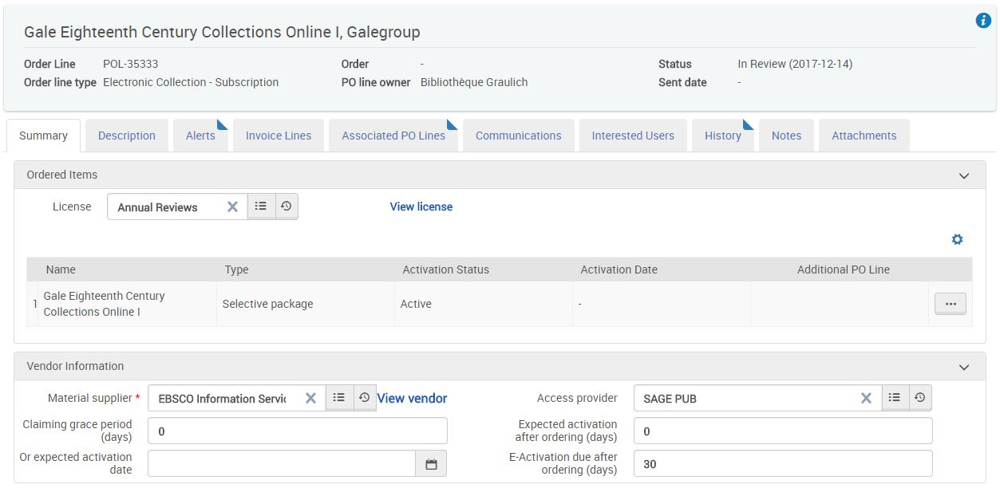 Gale Eighteenth Century Collections Online I, Galegroup
Order Line POL-35333 Order - Status In Review (2017-12-14)
Order line type Electronic Collection - Subscription PO line owner Bibliothèque Graulich Sent date -
Summary Description Alerts Invoice Lines Associated PO Lines Communications Interested Users History Notes Attachments
Ordered Items
License Annual Reviews View license
Name Type Activation Status Activation Date Additional PO Line
1 Gale Eighteenth Century Collections Online I Selective package Active -
Vendor Information
Material supplier * EBSCO Information Servic View vendor Access provider SAGE PUB
Claiming grace period (days) 0 Expected activation after ordering (days) 0
Or expected activation date E-Activation due after ordering (days) 30